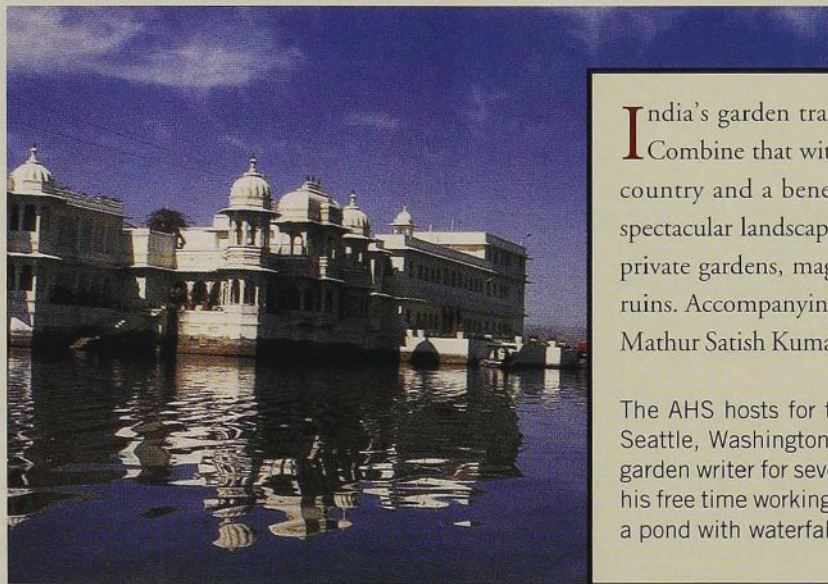 India's garden tra
Combine that wit
country and a bene
spectacular landscap
private gardens, mag
ruins. Accompanyin
Mathur Satish Kuma
The AHS hosts for t
Seattle, Washington
garden writer for seve
his free time working
a pond with waterfal